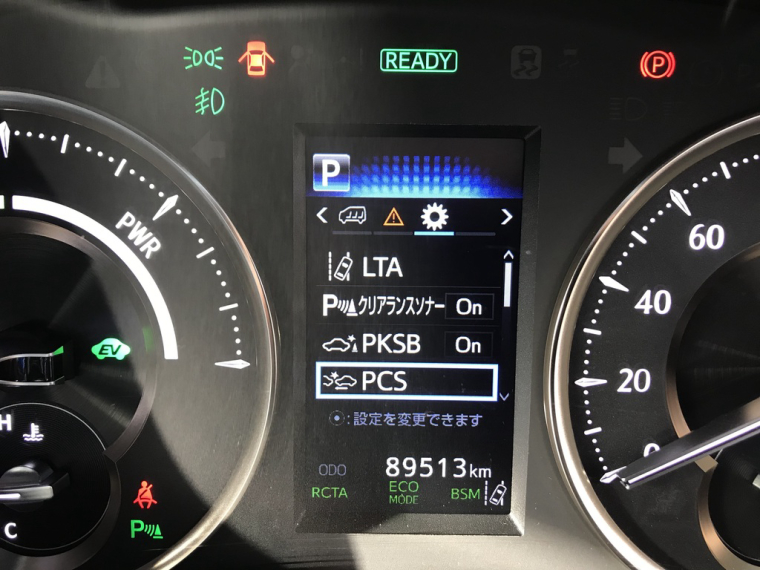 READY
P
P
PWR
LTA
Pクリアランスソナー On
PKSB On
PCS
:設定を変更できます
ODO 89513km
RCTA ECO MODE BSM
EV
H
C
P
60
40
20
0